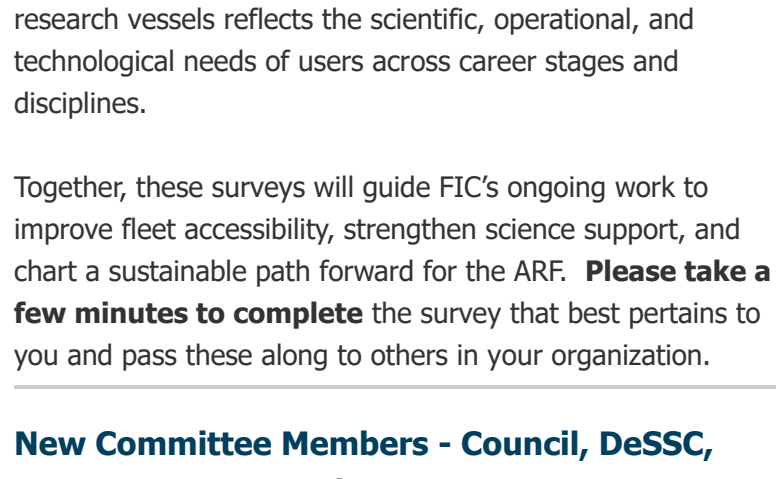 research vessels reflects the scientific, operational, and
technological needs of users across career stages and
disciplines.
Together, these surveys will guide FIC’s ongoing work to
improve fleet accessibility, strengthen science support, and
chart a sustainable path forward for the ARF.  Please take a
few minutes to complete the survey that best pertains to
you and pass these along to others in your organization.
New Committee Members - Council, DeSSC,